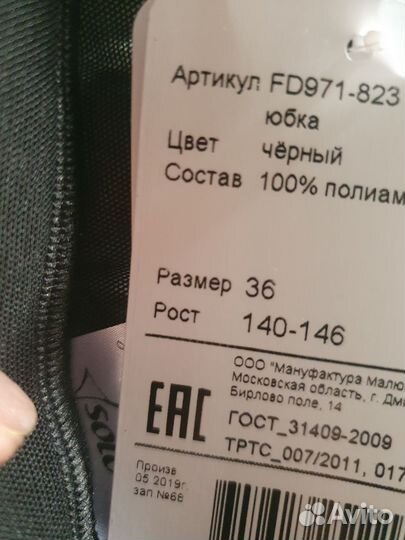 Артикул FD971-823
юбка
Цвет чёрный
Состав 100% полиам
Размер 36
Рост 140-146
ООО "Мануфактура Малю
Московская область, г. Дми
Бирлово поле, 14
EAC
ГОСТ_31409-2009
ТРТС_007/2011, 017
Произв
05.2019г.
зап.№68
SOLO
Avito